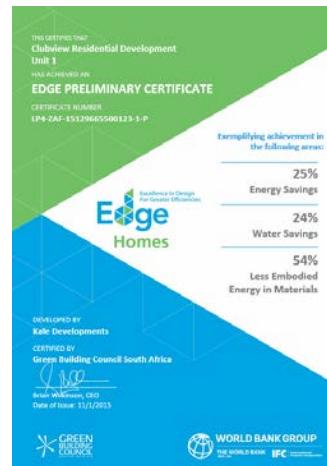 THIS CERTIFIES THAT
Clubview Residential Development
Unit 1
HAS ACHIEVED AN
EDGE PRELIMINARY CERTIFICATE
CERTIFICATE NUMBER
LP4-ZAF-15129665500123-1-P
Exemplifying achievement in
the following areas:
25%
Energy Savings
24%
Water Savings
54%
Less Embodied
Energy in Materials
Excellence in Design
For Greater Efficiencies
Edge
Homes
DEVELOPED BY
Kale Developments
CERTIFIED BY
Green Building Council South Africa
Brian Wilkinson, CEO
Date of Issue: 11/1/2015
GREEN
BUILDING
COUNCIL
WORLD BANK GROUP
THE WORLD BANK
IFC